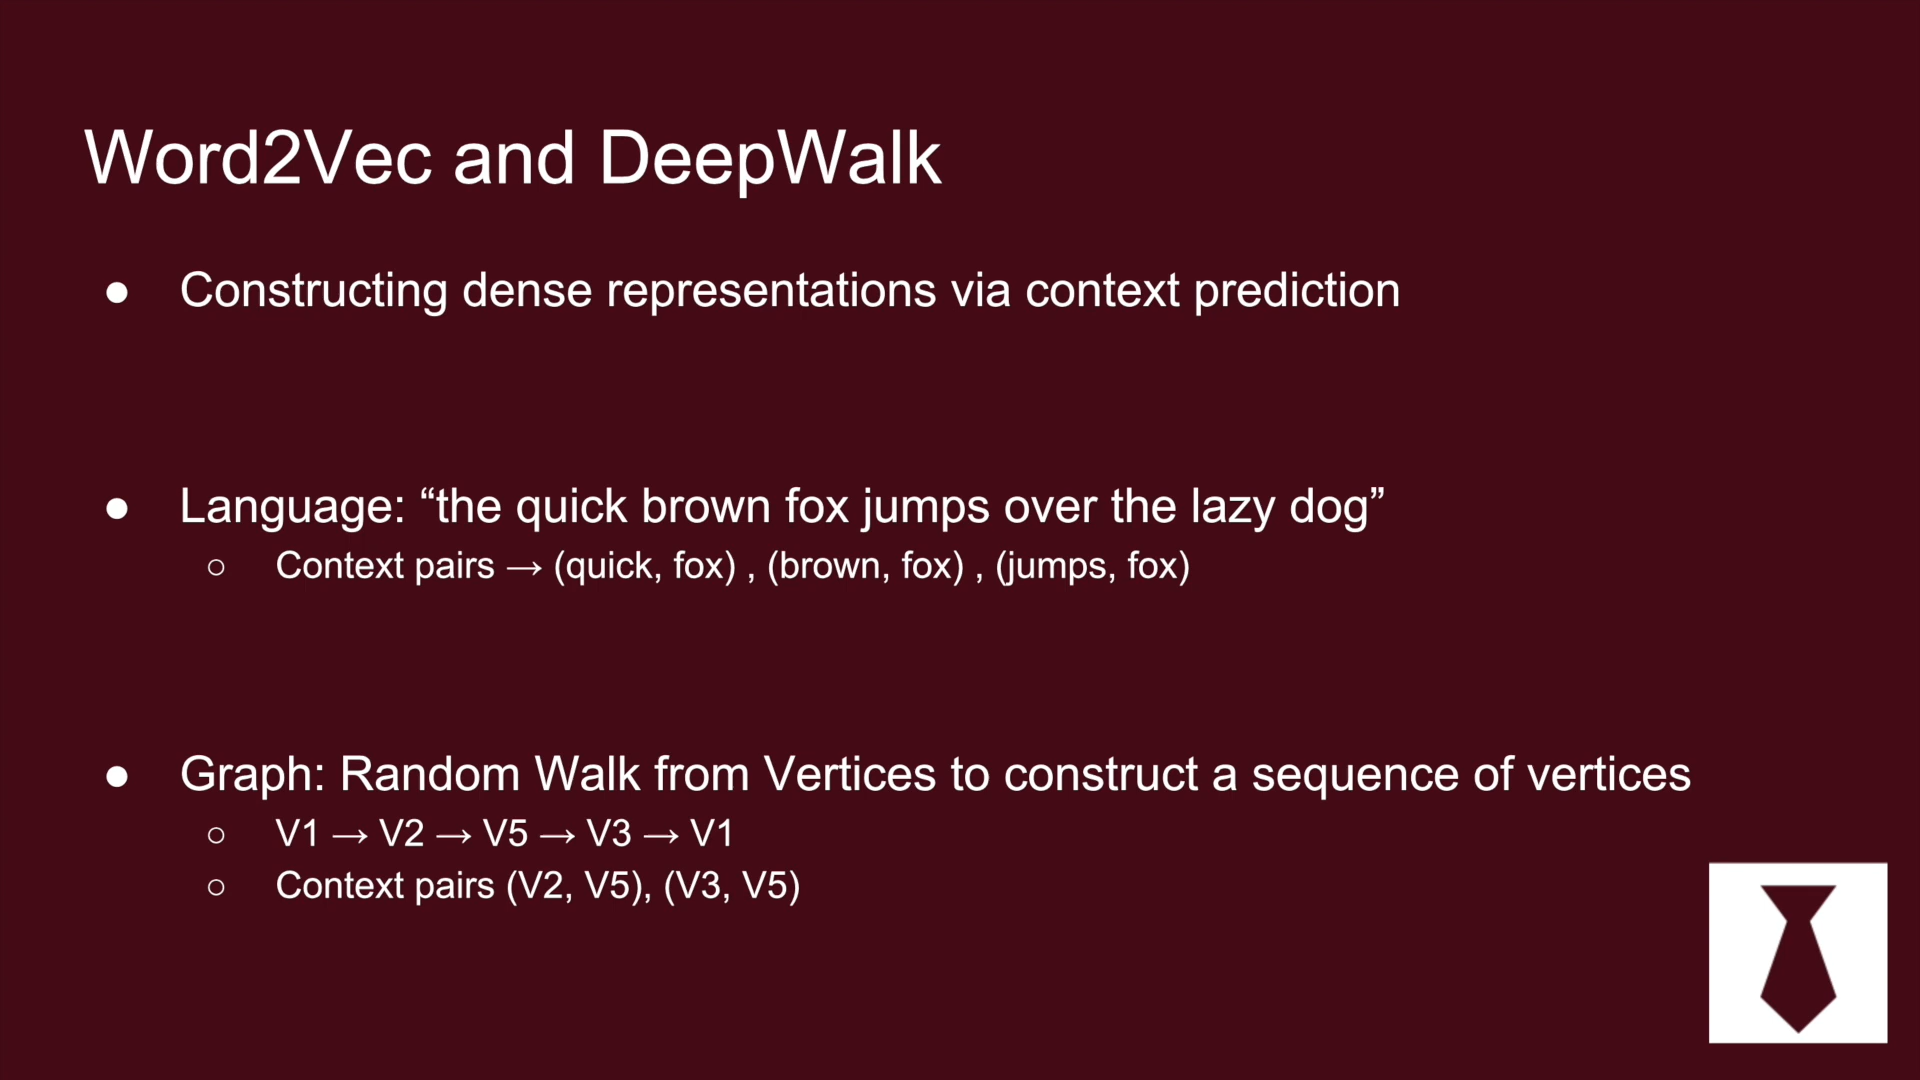 Word2Vec and DeepWalk
● Constructing dense representations via context prediction
● Language: “the quick brown fox jumps over the lazy dog”
○ Context pairs → (quick, fox) , (brown, fox) , (jumps, fox)
● Graph: Random Walk from Vertices to construct a sequence of vertices
○ V1 → V2 → V5 → V3 → V1
○ Context pairs (V2, V5), (V3, V5)